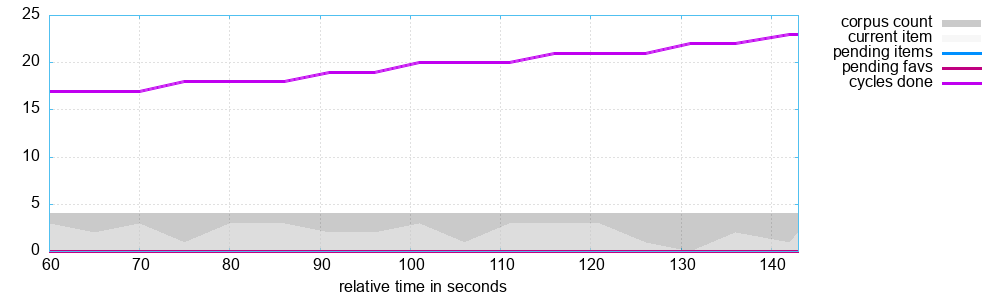 25
20
15
10
5
0
60 70 80 90 100 110 120 130 140
relative time in seconds
corpus count
current item
pending items
pending favs
cycles done